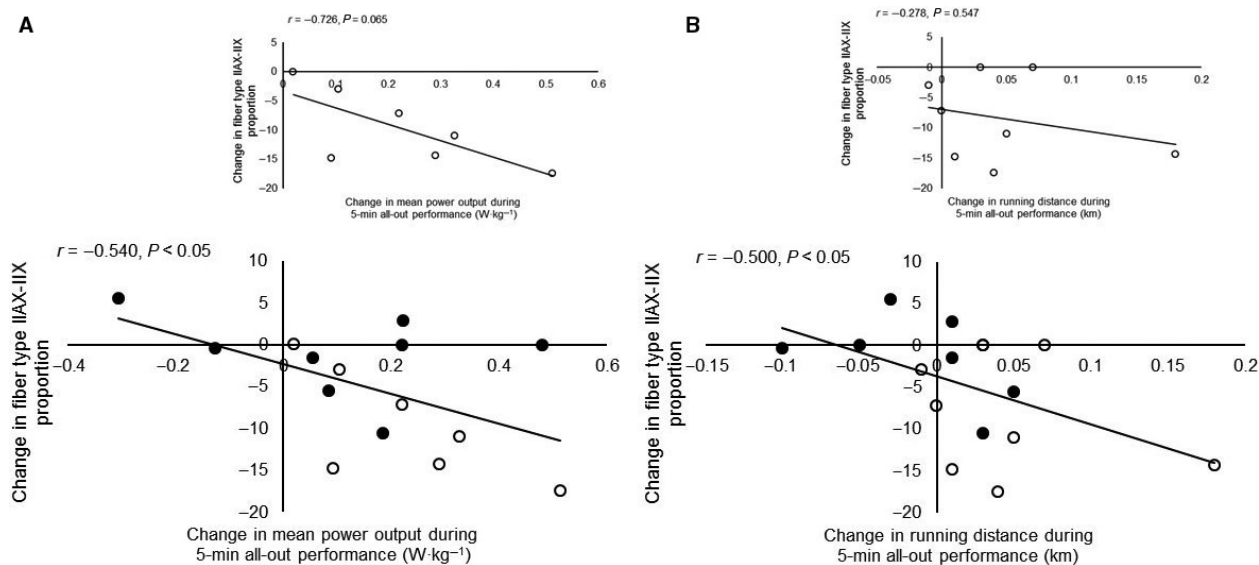 A
r = −0.726, P = 0.065
Change in fiber type IIAX-IIX
proportion
5
0
−5
−10
−15
−20
0 0.1 0.2 0.3 0.4 0.5 0.6
Change in mean power output during
5-min all-out performance (W·kg−1)
B
r = −0.278, P = 0.547
Change in fiber type IIAX-IIX
proportion
5
0
−5
−10
−15
−20
−0.05 0 0.05 0.1 0.15 0.2
Change in running distance during
5-min all-out performance (km)
r = −0.540, P < 0.05
Change in fiber type IIAX-IIX
proportion
10
5
0
−5
−10
−15
−20
−0.4 −0.2 0 0.2 0.4 0.6
Change in mean power output during
5-min all-out performance (W·kg−1)
r = −0.500, P < 0.05
Change in fiber type IIAX-IIX
proportion
10
5
0
−5
−10
−15
−20
−0.15 −0.1 −0.05 0 0.05 0.1 0.15 0.2
Change in running distance during
5-min all-out performance (km)